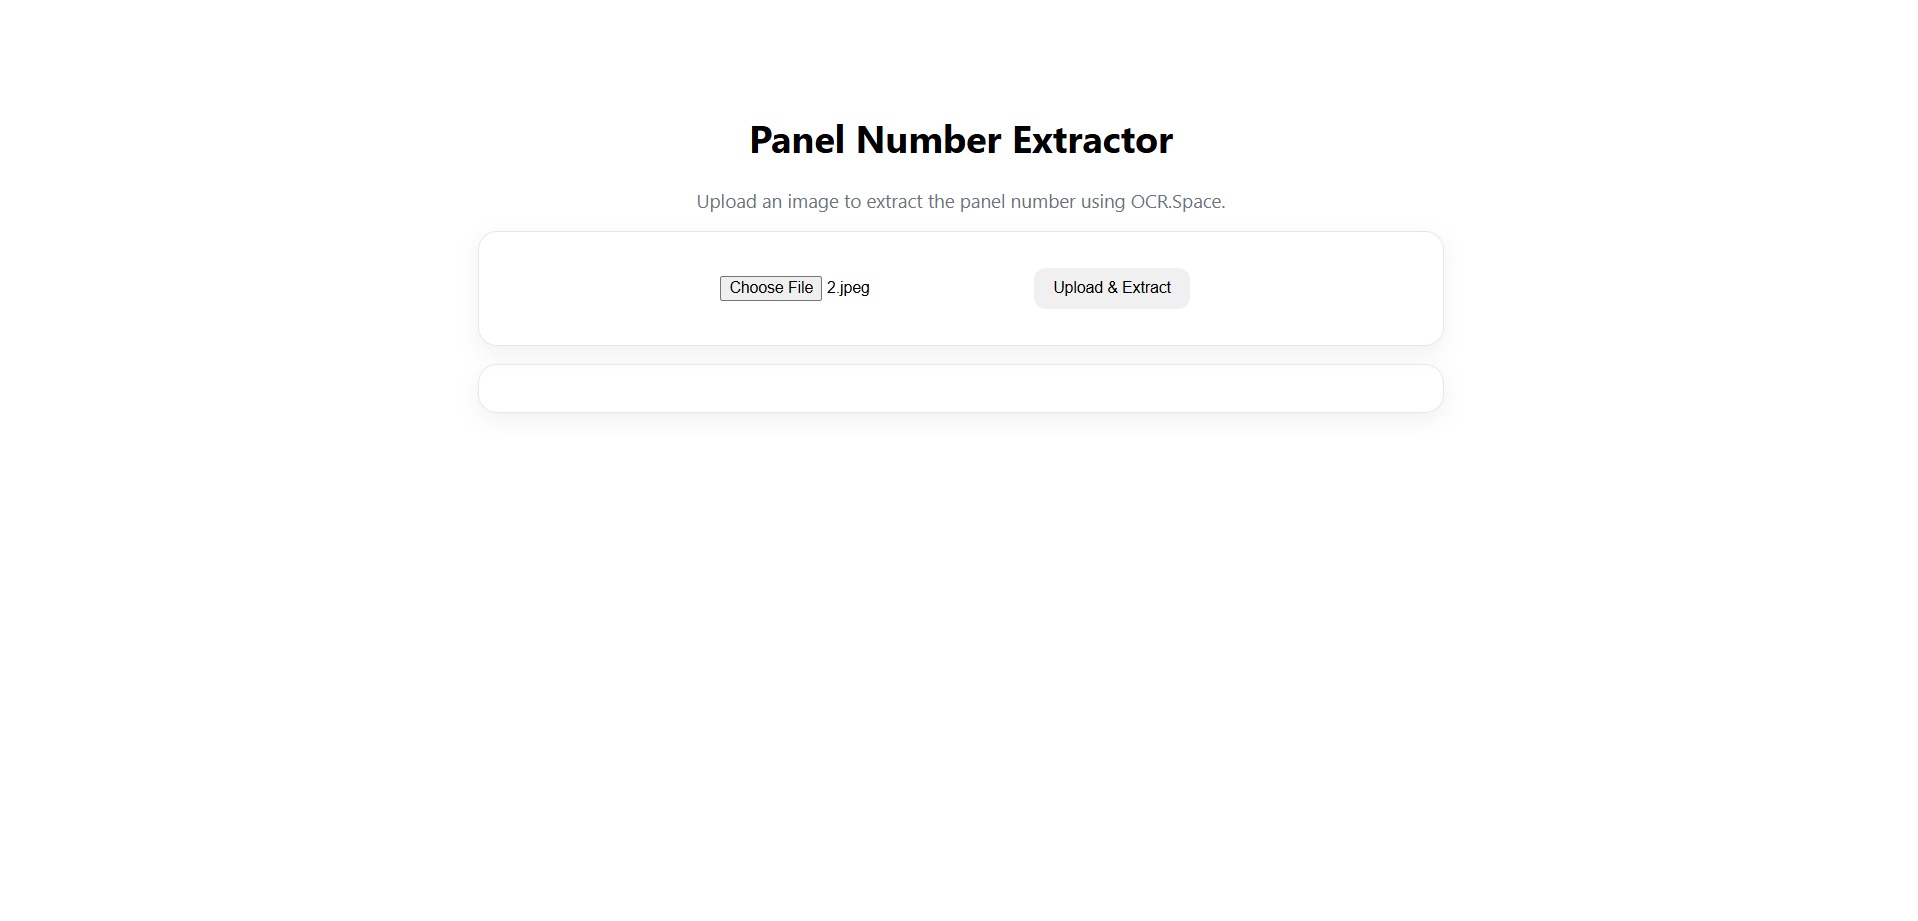 Panel Number Extractor
Upload an image to extract the panel number using OCR.Space.
Choose File 2.jpeg
Upload & Extract